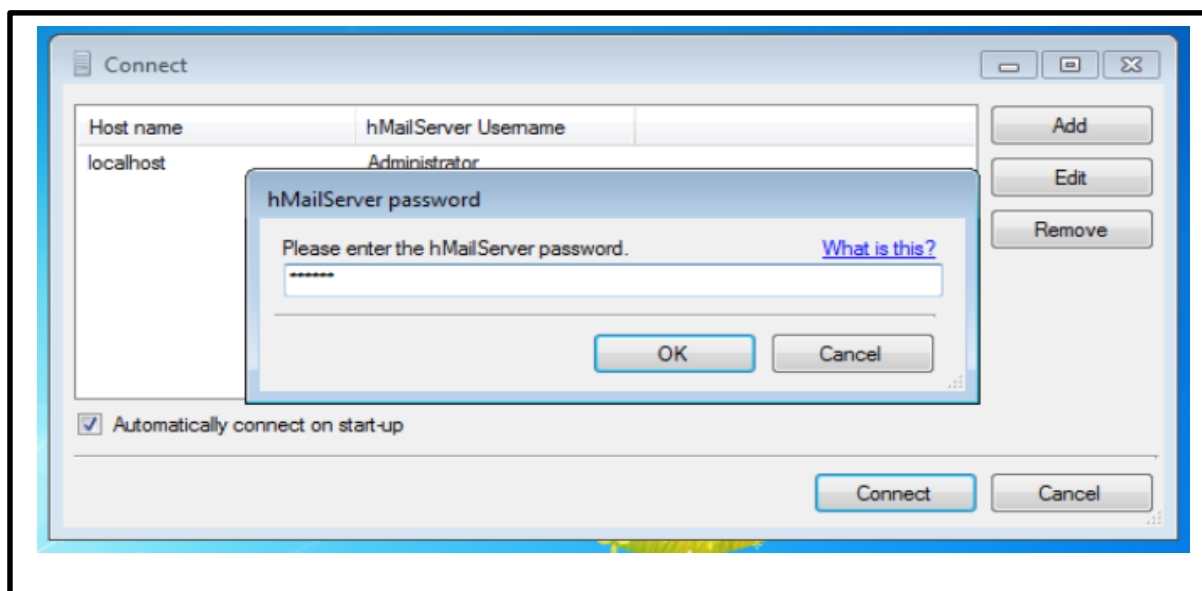 Connect
Host name hMailServer Username
localhost Administrator
Add
Edit
Remove
hMailServer password
Please enter the hMailServer password. What is this?
******
OK Cancel
Automatically connect on start-up
Connect Cancel